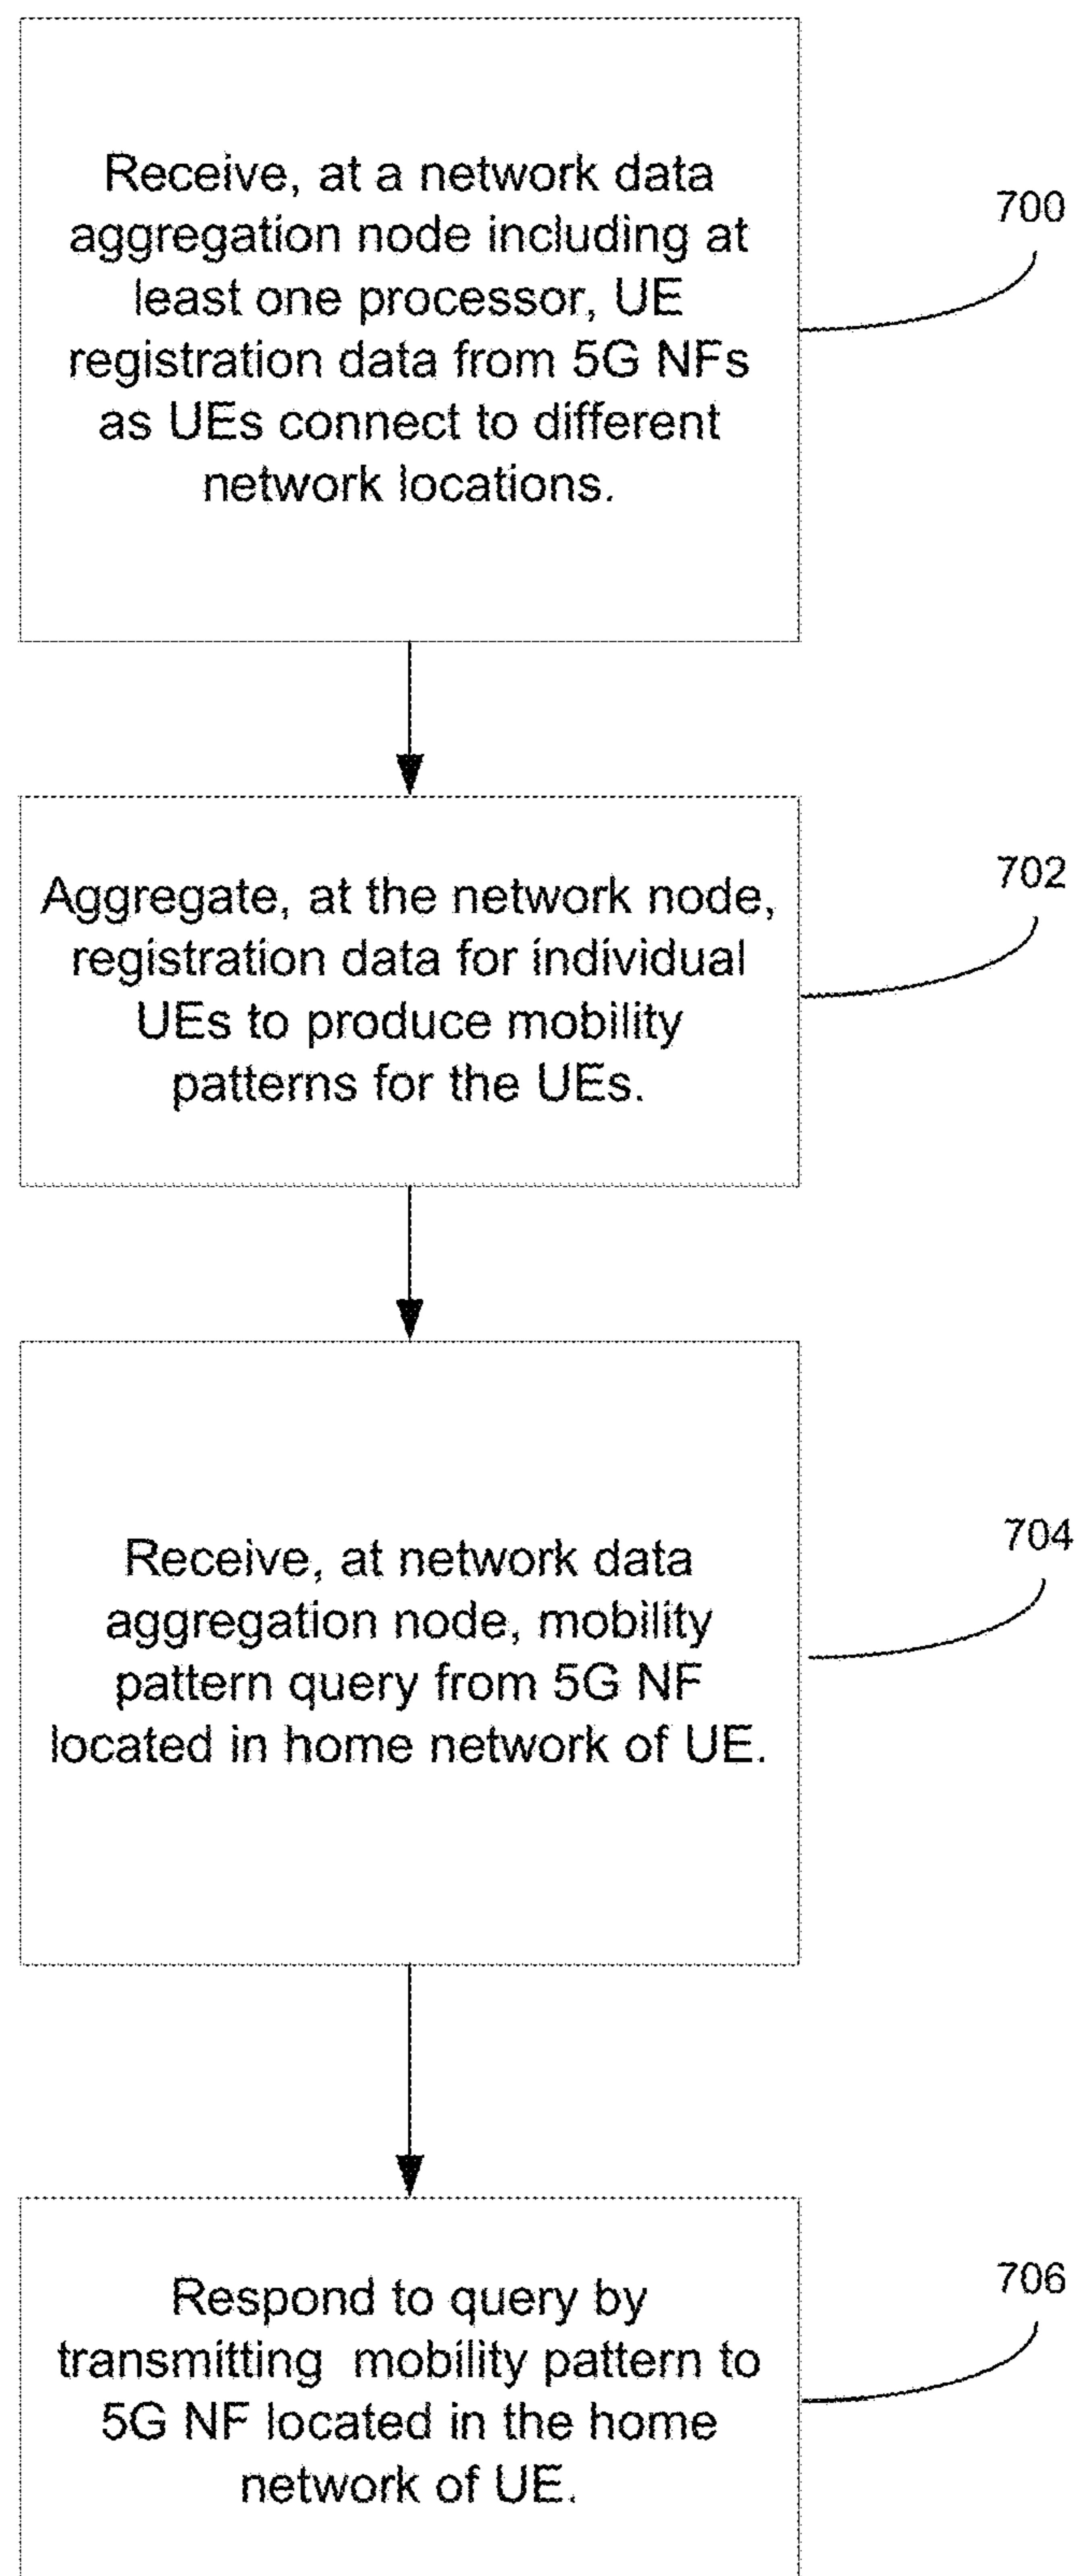 Receive, at a network data
aggregation node including at
least one processor, UE
registration data from 5G NFs
as UEs connect to different
network locations.
700
Aggregate, at the network node,
registration data for individual
UEs to produce mobility
patterns for the UEs.
702
Receive, at network data
aggregation node, mobility
pattern query from 5G NF
located in home network of UE.
704
Respond to query by
transmitting  mobility pattern to
5G NF located in the home
network of UE.
706